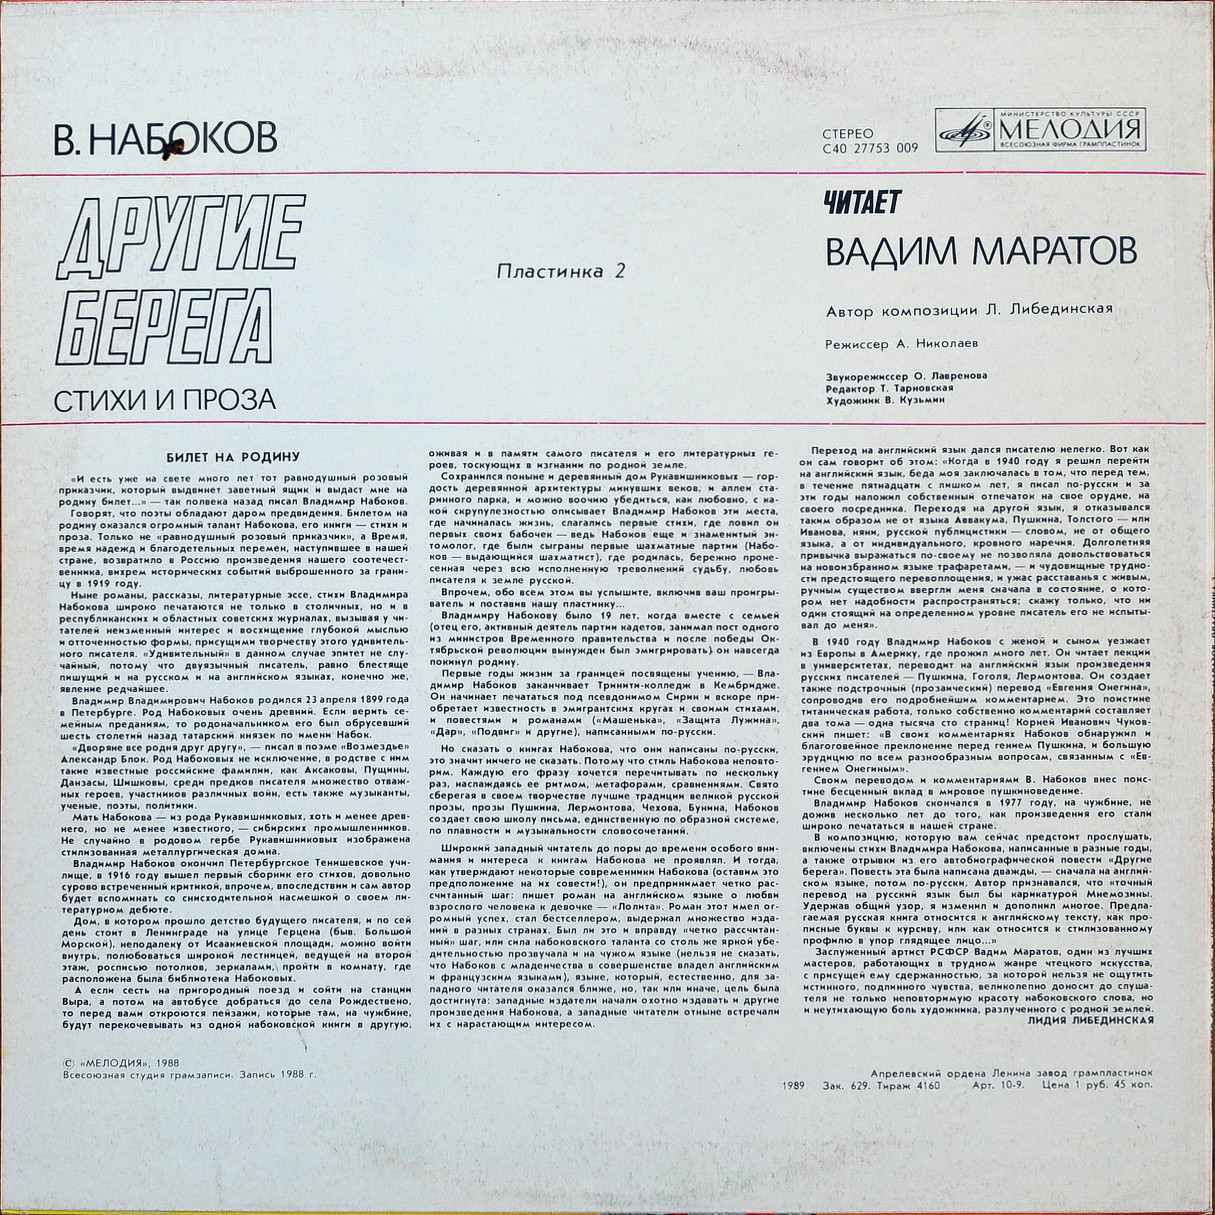 В. НАБОКОВ
СТЕРЕО
С40 27753 009
МИНИСТЕРСТВО КУЛЬТУРЫ СССР
МЕЛОДИЯ
ВСЕСОЮЗНАЯ ФИРМА ГРАМПЛАСТИНОК
ДРУГИЕ
БЕРЕГА
СТИХИ И ПРОЗА
Пластинка 2
ЧИТАЕТ
ВАДИМ МАРАТОВ
Автор композиции Л. Либединская
Режиссер А. Николаев
Звукорежиссер О. Лавренова
Редактор Т. Тарновская
Художник В. Кузьмин
БИЛЕТ НА РОДИНУ
«И есть уже на свете много лет тот равнодушный розовый
приказчик, который выдвинет заветный ящик и выдаст мне на
родину билет...» — так полвека назад писал Владимир Набоков.
Говорят, что поэты обладают даром предвидения. Билетом на
родину оказался огромный талант Набокова, его книги — стихи и
проза. Только не «равнодушный розовый приказчик», а Время,
время надежд и благодетельных перемен, наступившее в нашей
стране, возвратило в Россию произведения нашего соотечест-
венника, вихрем исторических событий выброшенного за грани-
цу в 1919 году.
Ныне романы, рассказы, литературные эссе, стихи Владимира
Набокова широко печатаются не только в столичных, но и в
республиканских и областных советских журналах, вызывая у чи-
тателей неизменный интерес и восхищение глубокой мыслью
и отточенностью формы, присущими творчеству этого удивитель-
ного писателя. «Удивительный» в данном случае эпитет не слу-
чайный, потому что двуязычный писатель, равно блестяще
пишущий и на русском и на английском языках, конечно же,
явление редчайшее.
Владимир Владимирович Набоков родился 23 апреля 1899 года
в Петербурге. Род Набоковых очень древний. Если верить се-
мейным преданиям, то родоначальником его был обрусевший
шесть столетий назад татарский князек по имени Набок.
«Дворяне все родня друг другу», — писал в поэме «Возмездье»
Александр Блок. Род Набоковых не исключение, в родстве с ним
такие известные российские фамилии, как Аксаковы, Пущины,
Данзасы, Шишковы, среди предков писателя множество отваж-
ных героев, участников различных войн, есть также музыканты,
ученые, поэты, политики.
Мать Набокова — из рода Рукавишниковых, хоть и менее древ-
него, но не менее известного, — сибирских промышленников.
Не случайно в родовом гербе Рукавишниковых изображена
стилизованная металлургическая домна.
Владимир Набоков окончил Петербургское Тенишевское учи-
лище, в 1916 году вышел первый сборник его стихов, довольно
сурово встреченный критикой, впрочем, впоследствии и сам автор
будет вспоминать со снисходительной насмешкой о своем ли-
тературном дебюте.
Дом, в котором прошло детство будущего писателя, и по сей
день стоит в Ленинграде на улице Герцена (быв. Большой
Морской), неподалеку от Исаакиевской площади, можно войти
внутрь, полюбоваться широкой лестницей, ведущей на второй
этаж, росписью потолков, зеркалами, пройти в комнату, где
расположена была библиотека Набоковых.
А если сесть на пригородный поезд и сойти на станции
Выра, а потом на автобусе добраться до села Рождествено,
то перед вами откроются пейзажи, которые там, на чужбине,
будут перекочевывать из одной набоковской книги в другую,
оживая и в памяти самого писателя и его литературных ге-
роев, тоскующих в изгнании по родной земле.
Сохранился поныне и деревянный дом Рукавишниковых — гор-
дость деревянной архитектуры минувших веков, и аллеи ста-
ринного парка, и можно воочию убедиться, как любовно, с ка-
кой скрупулезностью описывает Владимир Набоков эти места,
где начиналась жизнь, слагались первые стихи, где ловил он
первых своих бабочек — ведь Набоков еще и знаменитый эн-
томолог, где были сыграны первые шахматные партии (Набо-
ков — выдающийся шахматист), где родилась, бережно проне-
сенная через всю исполненную треволнений судьбу, любовь
писателя к земле русской.
Впрочем, обо всем этом вы услышите, включив ваш проигры-
ватель и поставив нашу пластинку...
Владимиру Набокову было 19 лет, когда вместе с семьей
(отец его, активный деятель партии кадетов, занимал пост одного
из министров Временного правительства и после победы Ок-
тябрьской революции вынужден был эмигрировать) он навсегда
покинул родину.
Первые годы жизни за границей посвящены учению, — Вла-
димир Набоков заканчивает Тринити-колледж в Кембридже.
Он начинает печататься под псевдонимом Сирин и вскоре при-
обретает известность в эмигрантских кругах и своими стихами,
и повестями и романами («Машенька», «Защита Лужина»,
«Дар», «Подвиг» и другие), написанными по-русски.
Но сказать о книгах Набокова, что они написаны по-русски,
это значит ничего не сказать. Потому что стиль Набокова неповто-
рим. Каждую его фразу хочется перечитывать по нескольку
раз, наслаждаясь ее ритмом, метафорами, сравнениями. Свято
сберегая в своем творчестве лучшие традиции великой русской
прозы, прозы Пушкина, Лермонтова, Чехова, Бунина, Набоков
создает свою школу письма, единственную по образной системе,
по плавности и музыкальности словосочетаний.
Широкий западный читатель до поры до времени особого вни-
мания и интереса к книгам Набокова не проявлял. И тогда,
как утверждают некоторые современники Набокова (оставим это
предположение на их совести!), он предпринимает четко рас-
считанный шаг: пишет роман на английском языке о любви
взрослого человека к девочке — «Лолита». Роман этот имел ог-
ромный успех, стал бестселлером, выдержал множество изда-
ний в разных странах. Был ли это и вправду «четко рассчитан-
ный» шаг, или сила набоковского таланта со столь же яркой убе-
дительностью прозвучала и на чужом языке (нельзя не сказать,
что Набоков с младенчества в совершенстве владел английским
и французским языками), языке, который, естественно, для за-
падного читателя оказался ближе, но, так или иначе, цель была
достигнута: западные издатели начали охотно издавать и другие
произведения Набокова, а западные читатели отныне встречали
их с нарастающим интересом.
Переход на английский язык дался писателю нелегко. Вот как
он сам говорит об этом: «Когда в 1940 году я решил перейти
на английский язык, беда моя заключалась в том, что перед тем,
в течение пятнадцати с лишком лет, я писал по-русски и за
эти годы наложил собственный отпечаток на свое орудие, на
своего посредника. Переходя на другой язык, я отказывался
таким образом не от языка Аввакума, Пушкина, Толстого — или
Иванова, няни, русской публицистики — словом, не от общего
языка, а от индивидуального, кровного наречия. Долголетняя
привычка выражаться по-своему не позволяла довольствоваться
на новоизбранном языке трафаретами, — и чудовищные трудно-
сти предстоящего перевоплощения, и ужас расставанья с живым,
ручным существом ввергли меня сначала в состояние, о кото-
ром нет надобности распространяться; скажу только, что ни
один стоящий на определенном уровне писатель его не испыты-
вал до меня».
В 1940 году Владимир Набоков с женой и сыном уезжает
из Европы в Америку, где прожил много лет. Он читает лекции
в университетах, переводит на английский язык произведения
русских писателей — Пушкина, Гоголя, Лермонтова. Он создает
также подстрочный (прозаический) перевод «Евгения Онегина»,
сопроводив его подробнейшим комментарием. Это поистине
титаническая работа, только собственно комментарий составляет
два тома — одна тысяча сто страниц! Корней Иванович Чуков-
ский пишет: «В своих комментариях Набоков обнаружил и
благоговейное преклонение перед гением Пушкина, и большую
эрудицию по всем разнообразным вопросам, связанным с «Ев-
гением Онегиным».
Своим переводом и комментариями В. Набоков внес поис-
тине бесценный вклад в мировое пушкиноведение.
Владимир Набоков скончался в 1977 году, на чужбине, не
дожив несколько лет до того, как произведения его стали
широко печататься в нашей стране.
В композицию, которую вам сейчас предстоит прослушать,
включены стихи Владимира Набокова, написанные в разные годы,
а также отрывки из его автобиографической повести «Другие
берега». Повесть эта была написана дважды, — сначала на англий-
ском языке, потом по-русски. Автор признавался, что «точный
перевод на русский язык был бы карикатурой Мнемозины.
Удержав общий узор, я изменил и дополнил многое. Предла-
гаемая русская книга относится к английскому тексту, как про-
писные буквы к курсиву, или как относится к стилизованному
профилю в упор глядящее лицо...»
Заслуженный артист РСФСР Вадим Маратов, один из лучших
мастеров, работающих в трудном жанре чтецкого искусства,
с присущей ему сдержанностью, за которой нельзя не ощутить
истинного, подлинного чувства, великолепно доносит до слуша-
теля не только неповторимую красоту набоковского слова, но
и неутихающую боль художника, разлученного с родной землей.
ЛИДИЯ ЛИБЕДИНСКАЯ
© «МЕЛОДИЯ», 1988
Всесоюзная студия грамзаписи. Запись 1988 г.
Апрелевский ордена Ленина завод грампластинок
1989 Зак. 629. Тираж 4160 Арт. 10-9. Цена 1 руб. 45 коп.